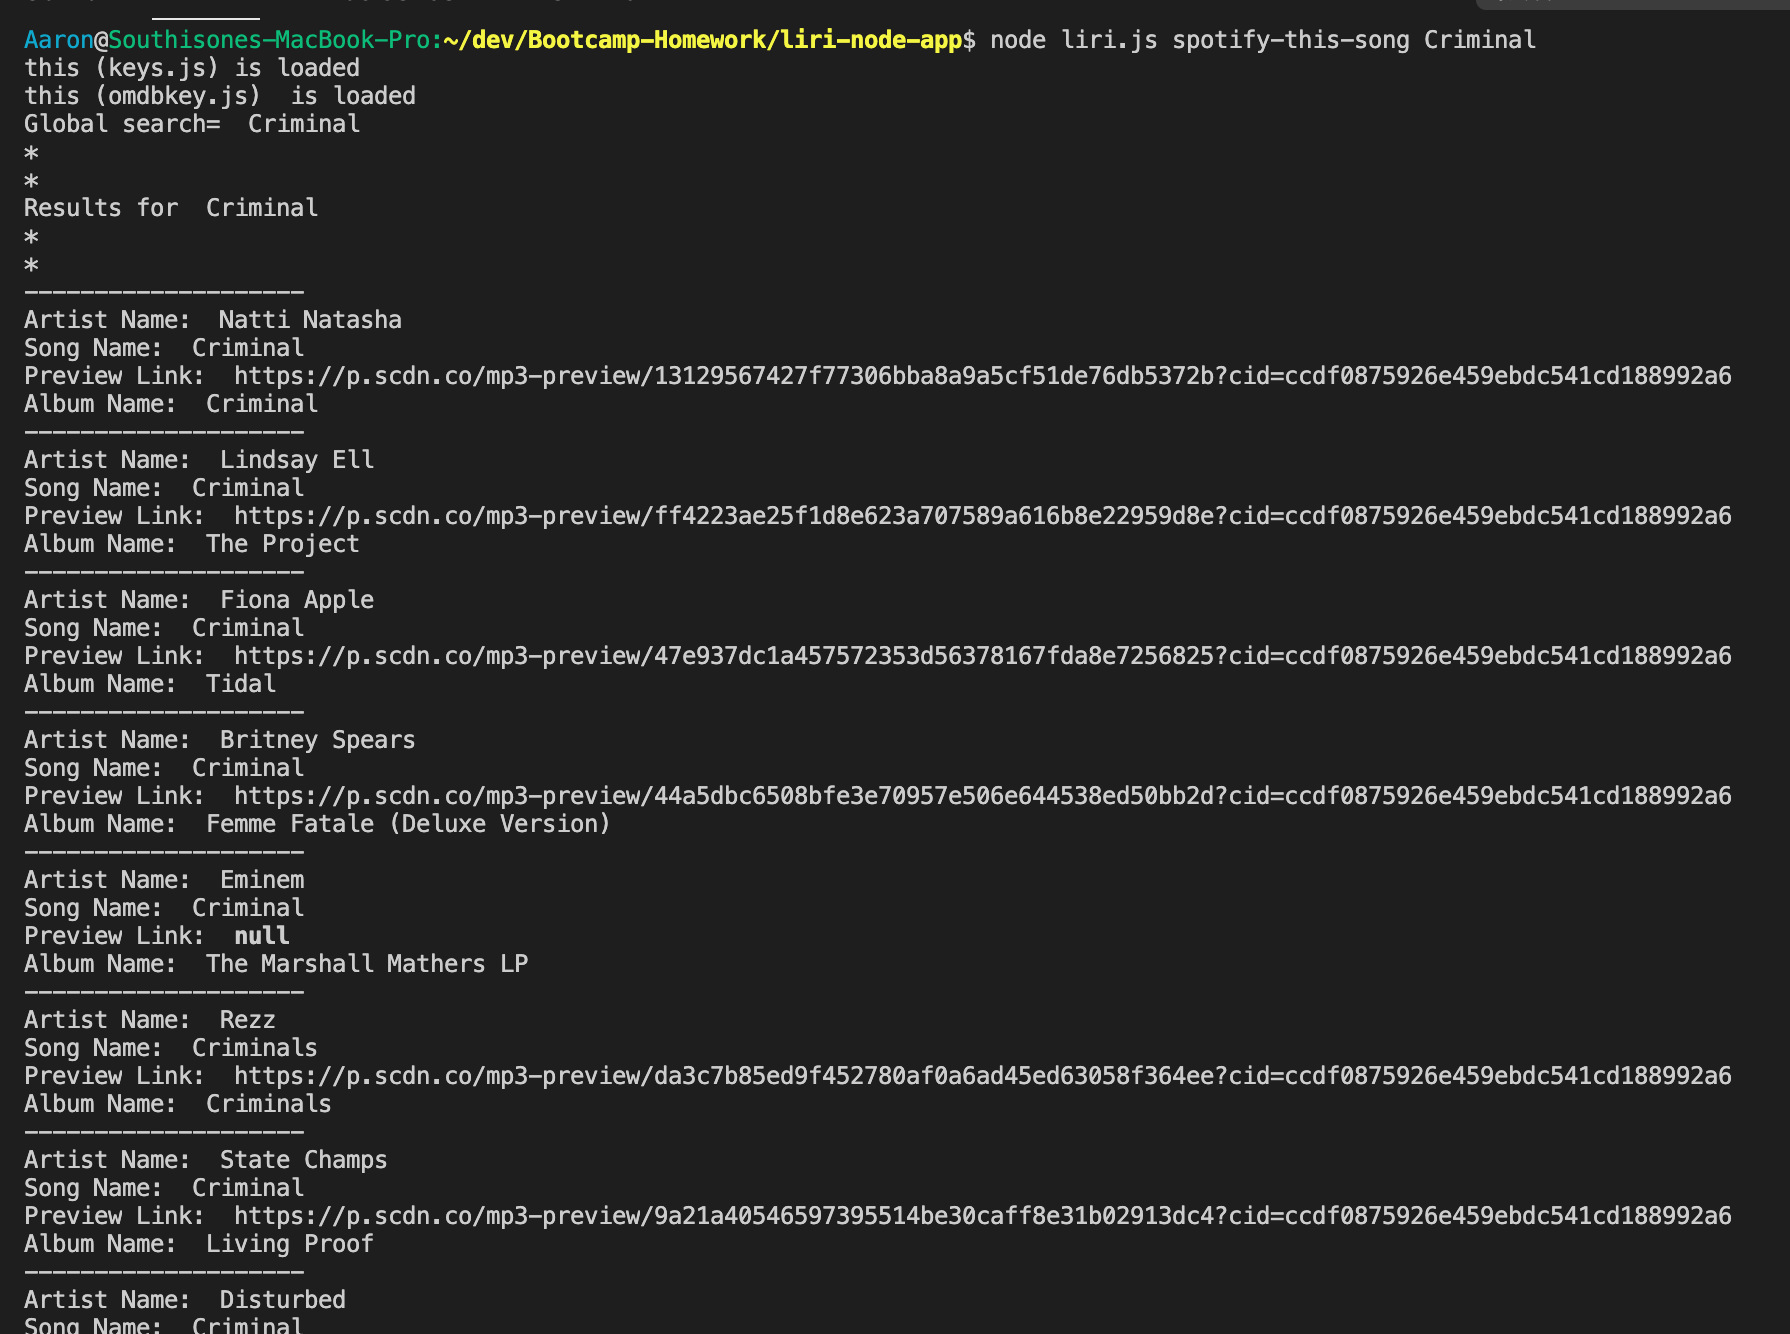 Aaron@Southisones-MacBook-Pro:~/dev/Bootcamp-Homework/liri-node-app$ node liri.js spotify-this-song Criminal
this (keys.js) is loaded
this (omdbkey.js)  is loaded
Global search=  Criminal
*
*
Results for  Criminal
*
*
--------------------
Artist Name:  Natti Natasha
Song Name:  Criminal
Preview Link:  https://p.scdn.co/mp3-preview/13129567427f77306bba8a9a5cf51de76db5372b?cid=ccdf0875926e459ebdc541cd188992a6
Album Name:  Criminal
--------------------
Artist Name:  Lindsay Ell
Song Name:  Criminal
Preview Link:  https://p.scdn.co/mp3-preview/ff4223ae25f1d8e623a707589a616b8e22959d8e?cid=ccdf0875926e459ebdc541cd188992a6
Album Name:  The Project
--------------------
Artist Name:  Fiona Apple
Song Name:  Criminal
Preview Link:  https://p.scdn.co/mp3-preview/47e937dc1a457572353d56378167fda8e7256825?cid=ccdf0875926e459ebdc541cd188992a6
Album Name:  Tidal
--------------------
Artist Name:  Britney Spears
Song Name:  Criminal
Preview Link:  https://p.scdn.co/mp3-preview/44a5dbc6508bfe3e70957e506e644538ed50bb2d?cid=ccdf0875926e459ebdc541cd188992a6
Album Name:  Femme Fatale (Deluxe Version)
--------------------
Artist Name:  Eminem
Song Name:  Criminal
Preview Link:  null
Album Name:  The Marshall Mathers LP
--------------------
Artist Name:  Rezz
Song Name:  Criminals
Preview Link:  https://p.scdn.co/mp3-preview/da3c7b85ed9f452780af0a6ad45ed63058f364ee?cid=ccdf0875926e459ebdc541cd188992a6
Album Name:  Criminals
--------------------
Artist Name:  State Champs
Song Name:  Criminal
Preview Link:  https://p.scdn.co/mp3-preview/9a21a40546597395514be30caff8e31b02913dc4?cid=ccdf0875926e459ebdc541cd188992a6
Album Name:  Living Proof
--------------------
Artist Name:  Disturbed
Song Name:  Criminal